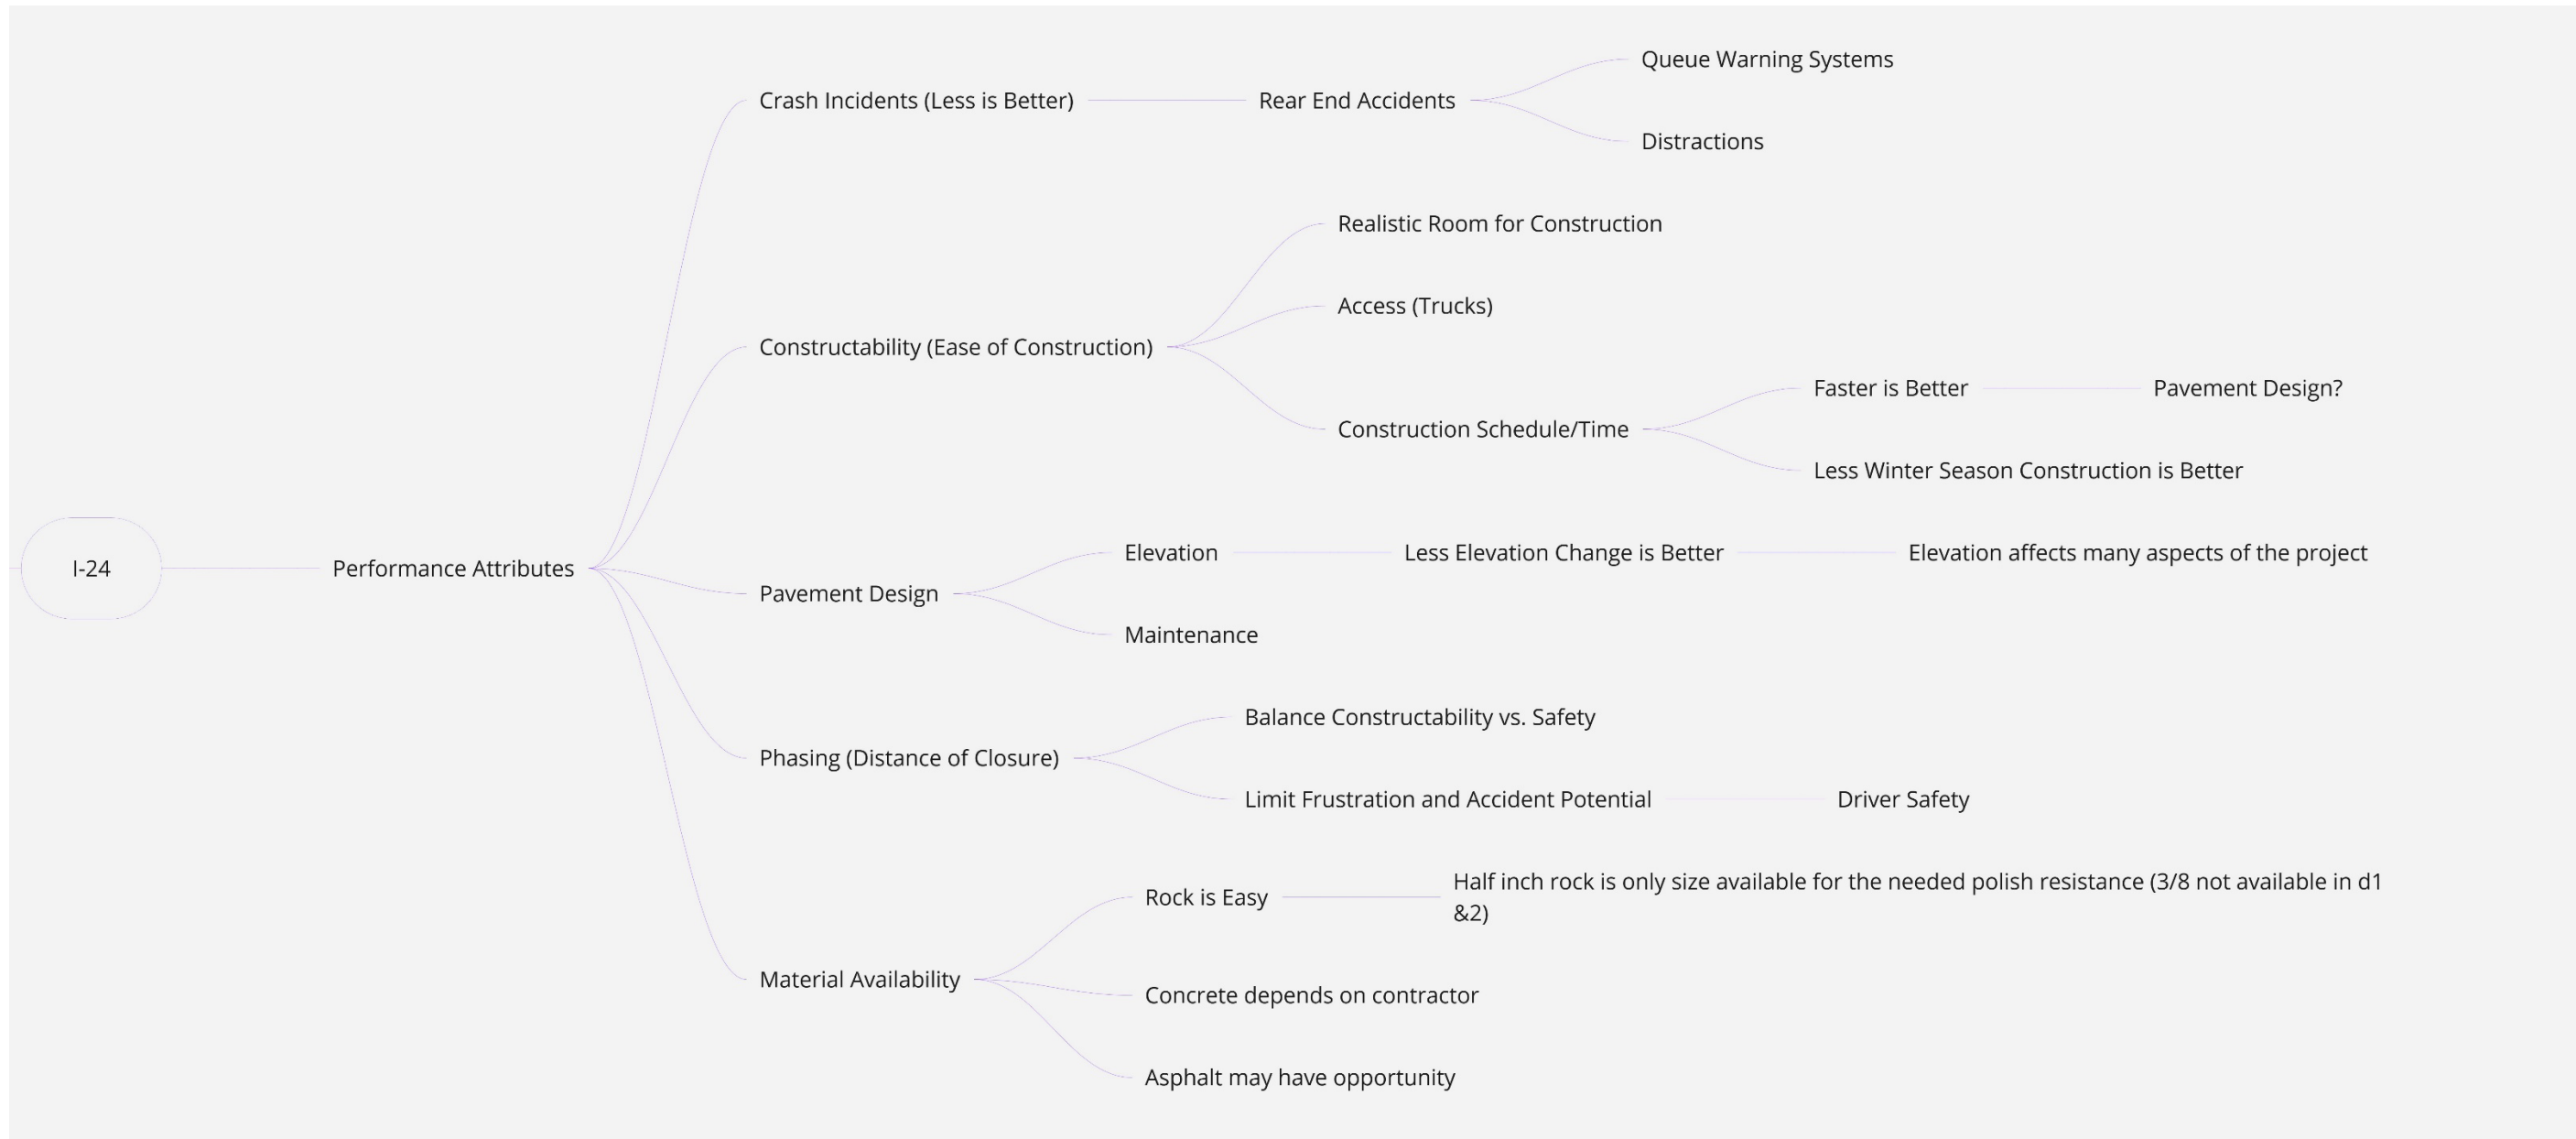 I-24
Performance Attributes
Crash Incidents (Less is Better)
Rear End Accidents
Queue Warning Systems
Distractions
Constructability (Ease of Construction)
Realistic Room for Construction
Access (Trucks)
Construction Schedule/Time
Faster is Better
Pavement Design?
Less Winter Season Construction is Better
Pavement Design
Elevation
Less Elevation Change is Better
Elevation affects many aspects of the project
Maintenance
Phasing (Distance of Closure)
Balance Constructability vs. Safety
Limit Frustration and Accident Potential
Driver Safety
Material Availability
Rock is Easy
Half inch rock is only size available for the needed polish resistance (3/8 not available in d1
&2)
Concrete depends on contractor
Asphalt may have opportunity